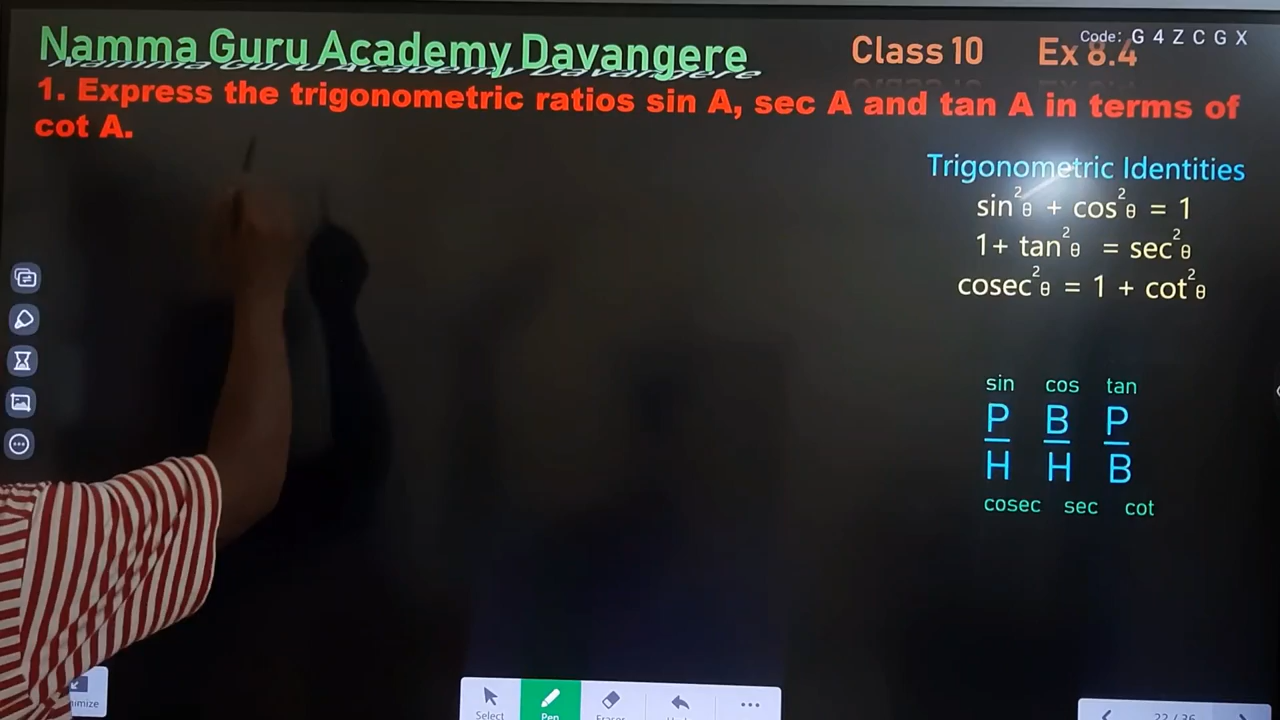 Namma Guru Academy Davangere
Class 10 Ex 8.4
Code: G 4 Z C G X
1. Express the trigonometric ratios sin A, sec A and tan A in terms of
cot A.
Trigonometric Identities
sin²θ + cos²θ = 1
1+ tan²θ = sec²θ
cosec²θ = 1 + cot²θ
sin cos tan
P B P
H H B
cosec sec cot
Select Pen
22 / 26